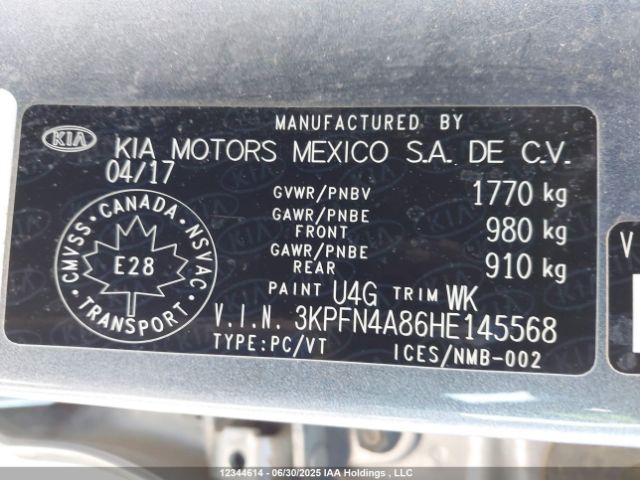 MANUFACTURED BY
KIA
KIA MOTORS MEXICO S.A. DE C.V.
04/17
GVWR/PNBV 1770 kg
GAWR/PNBE FRONT 980 kg
GAWR/PNBE REAR 910 kg
CMVSS · CANADA · NSVAC
E28
TRANSPORT
PAINT U4G TRIM WK
V.I.N. 3KPFN4A86HE145568
TYPE:PC/VT ICES/NMB-002
V
12344614 - 06/30/2025 IAA Holdings, LLC